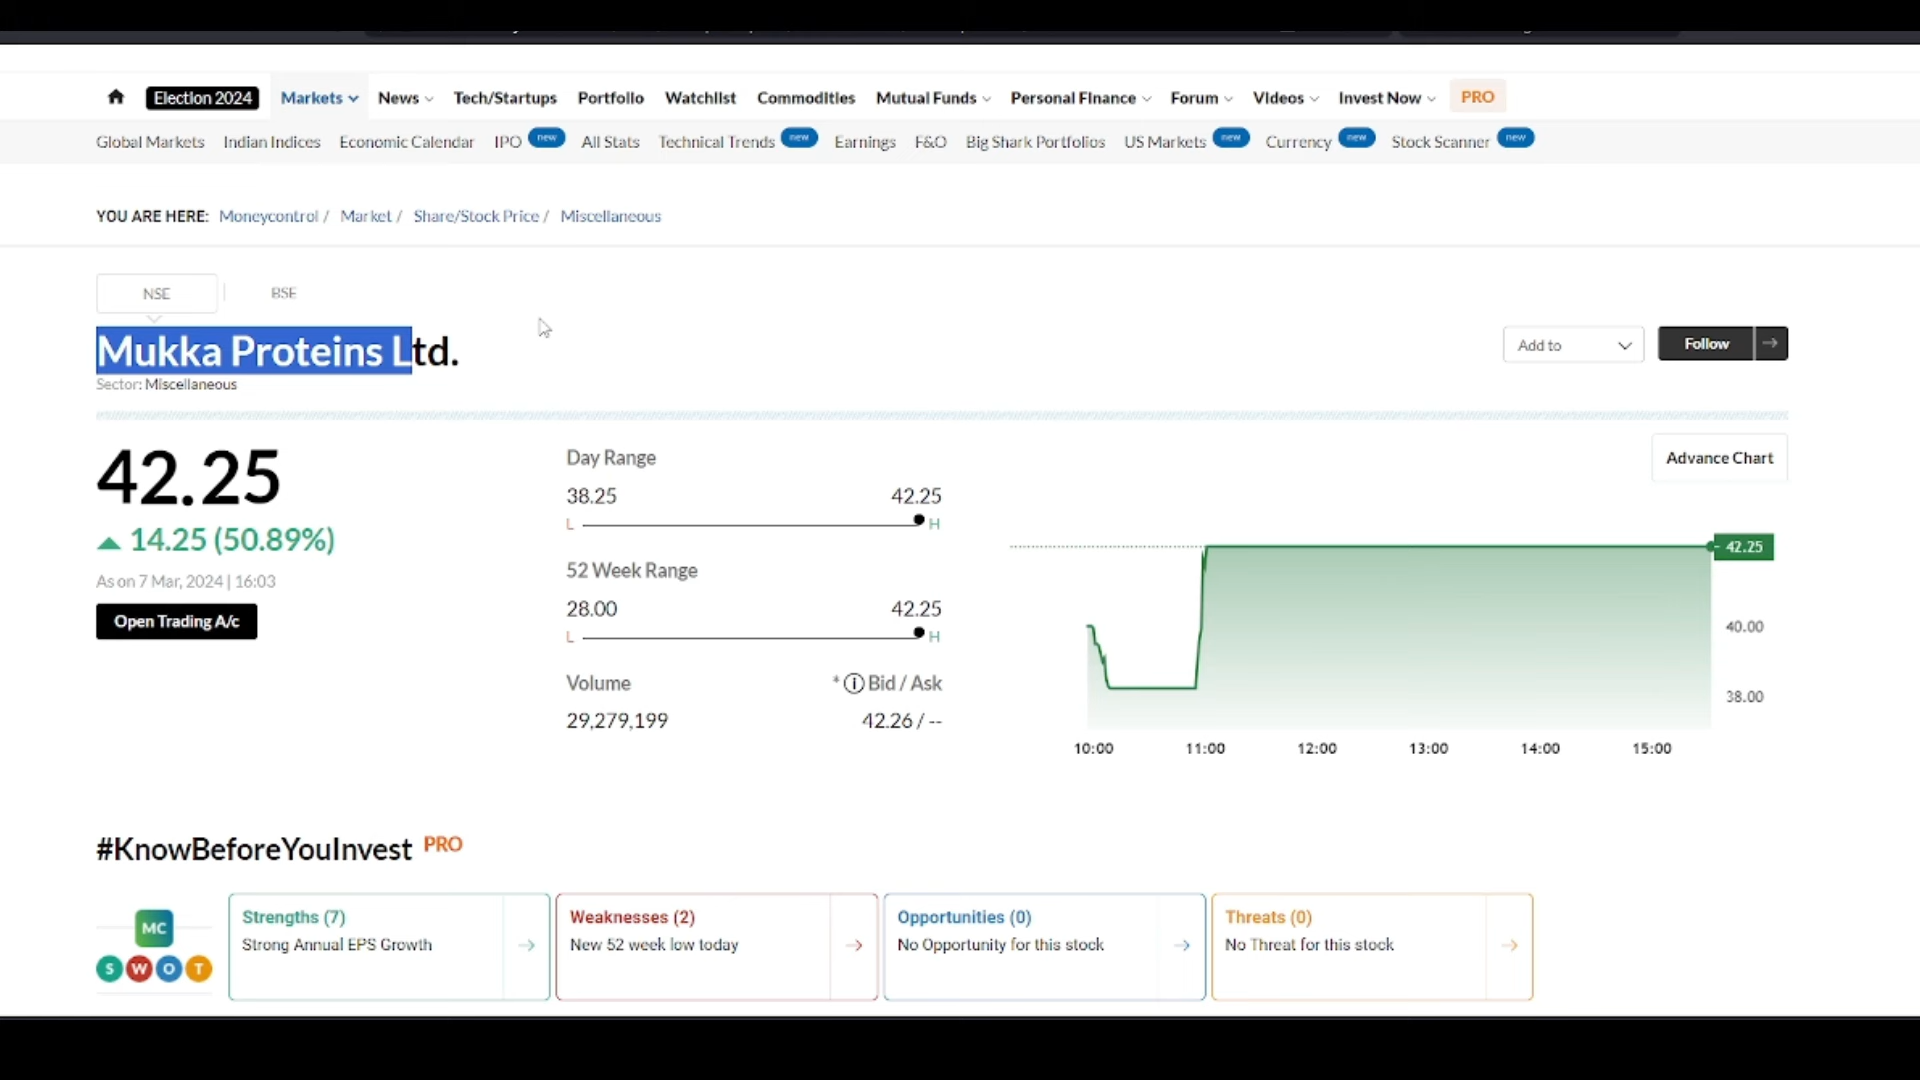 Election 2024 Markets News Tech/Startups Portfolio Watchlist Commodities Mutual Funds Personal Finance Forum Videos Invest Now PRO
Global Markets Indian Indices Economic Calendar IPO new All Stats Technical Trends new Earnings F&O Big Shark Portfolios US Markets new Currency new Stock Scanner new
YOU ARE HERE: Moneycontrol / Market / Share/Stock Price / Miscellaneous
NSE BSE
Mukka Proteins Ltd.
Add to Follow
Sector: Miscellaneous
42.25
14.25 (50.89%)
As on 7 Mar, 2024 | 16:03
Open Trading A/c
Day Range
38.25 42.25
L H
52 Week Range
28.00 42.25
L H
Volume * i Bid / Ask
29,279,199 42.26 / --
Advance Chart
42.25
40.00
38.00
10:00 11:00 12:00 13:00 14:00 15:00
#KnowBeforeYouInvest PRO
MC
S W O T
Strengths (7)
Strong Annual EPS Growth
Weaknesses (2)
New 52 week low today
Opportunities (0)
No Opportunity for this stock
Threats (0)
No Threat for this stock